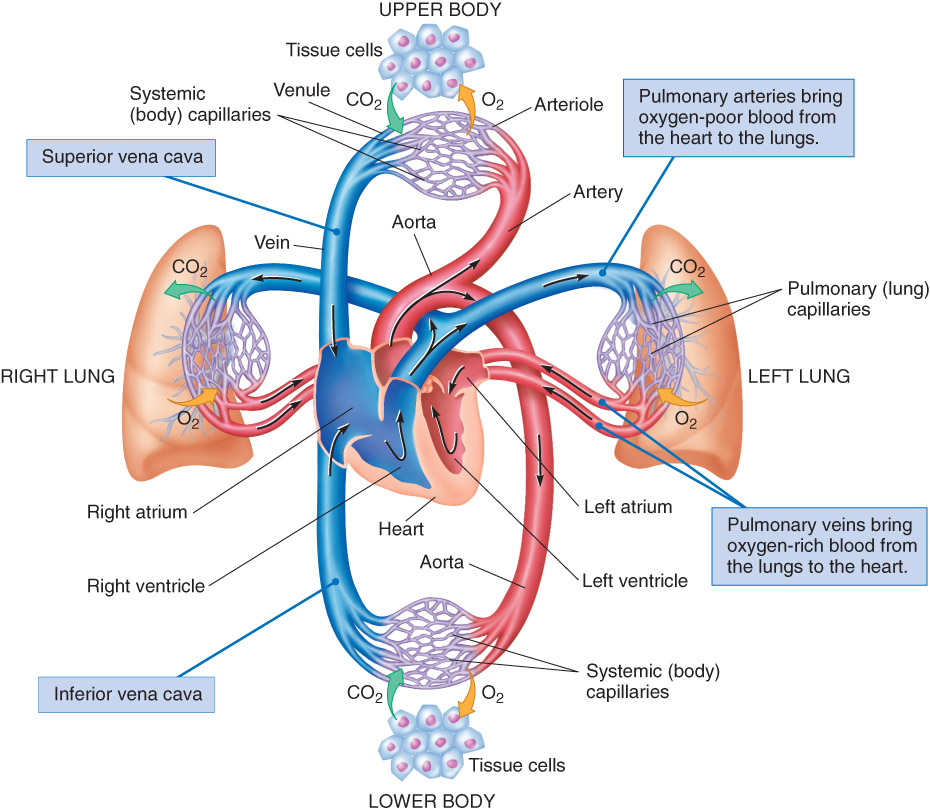 UPPER BODY
Tissue cells
Systemic
(body) capillaries
Venule
CO2
O2
Arteriole
Pulmonary arteries bring
oxygen-poor blood from
the heart to the lungs.
Superior vena cava
Artery
Aorta
Vein
CO2
CO2
Pulmonary (lung)
capillaries
RIGHT LUNG
LEFT LUNG
O2
O2
Right atrium
Heart
Left atrium
Pulmonary veins bring
oxygen-rich blood from
the lungs to the heart.
Right ventricle
Aorta
Left ventricle
Inferior vena cava
Systemic (body)
capillaries
CO2
O2
Tissue cells
LOWER BODY